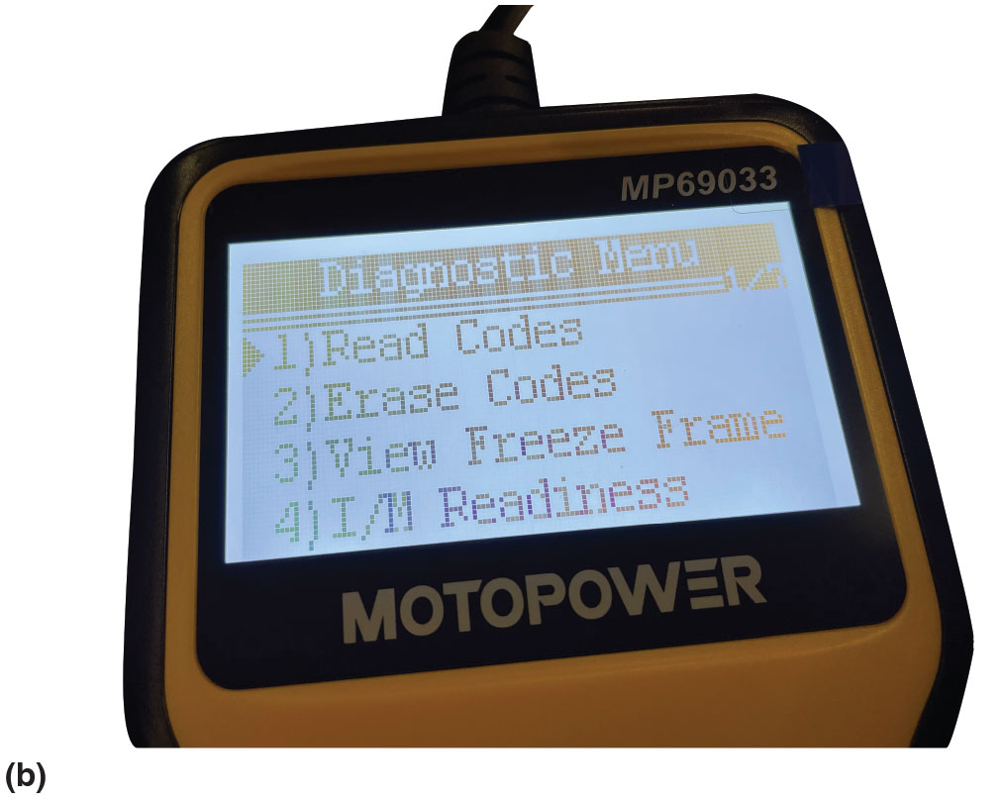 MP69033
Diagnostic Menu
▶1)Read Codes
2)Erase Codes
3)View Freeze Frame
4)I/M Readiness
MOTOPOWER
(b)